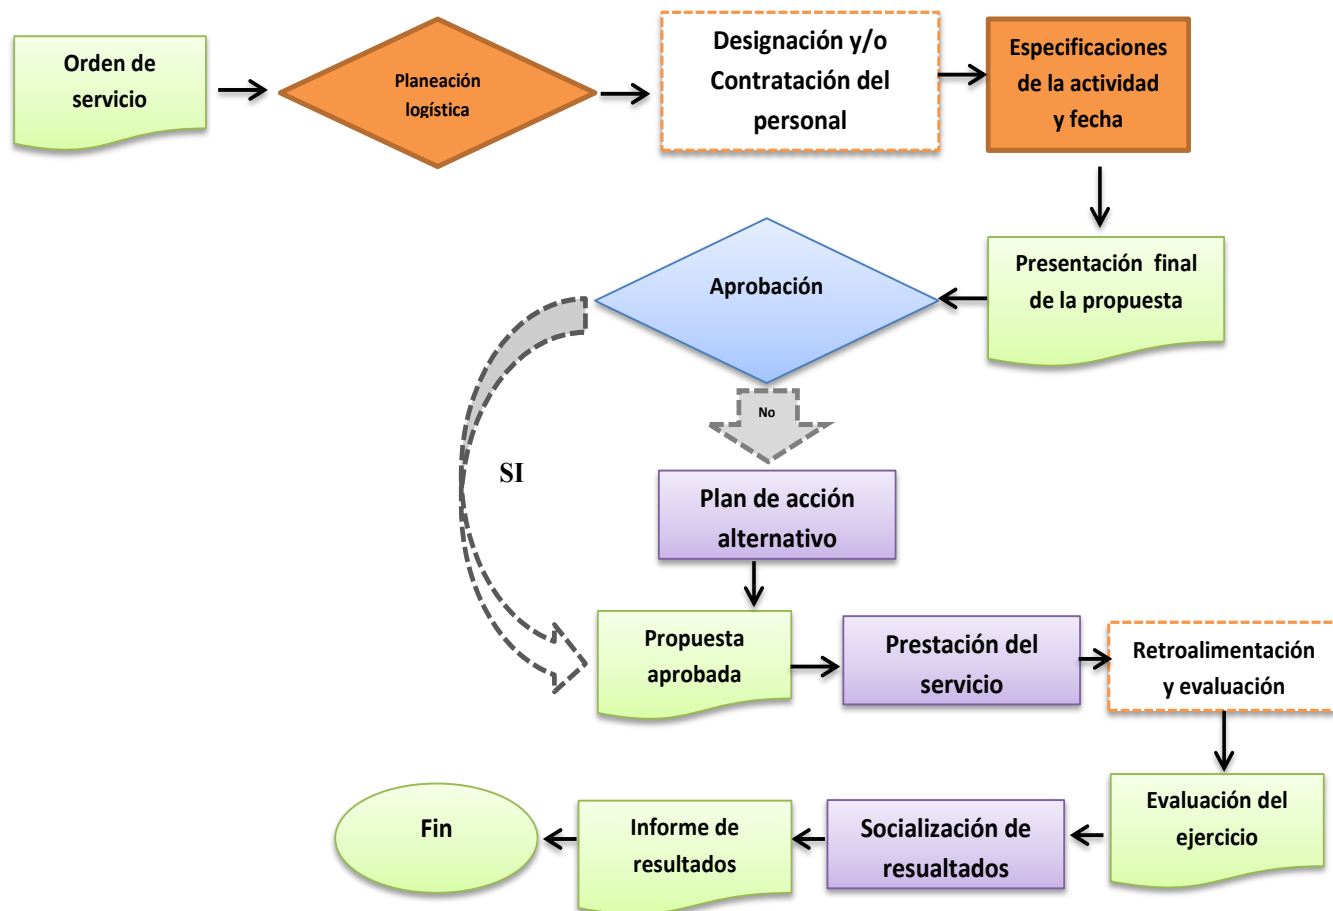 Orden de
servicio
Planeación
logística
Designación y/o
Contratación del
personal
Especificaciones
de la actividad
y fecha
Presentación final
de la propuesta
Aprobación
No
SI
Plan de acción
alternativo
Propuesta
aprobada
Prestación del
servicio
Retroalimentación
y evaluación
Evaluación del
ejercicio
Socialización de
resualtados
Informe de
resultados
Fin